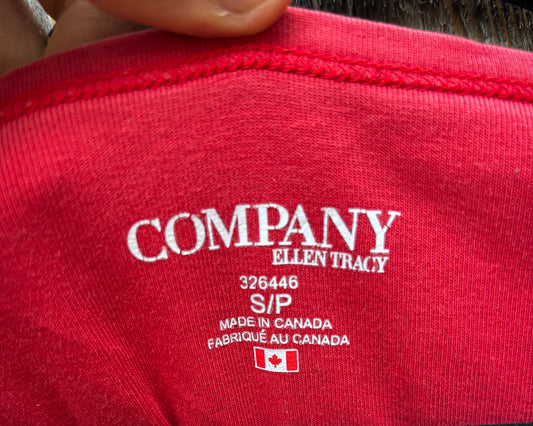 COMPANY
ELLEN TRACY
326446
S/P
MADE IN CANADA
FABRIQUÉ AU CANADA